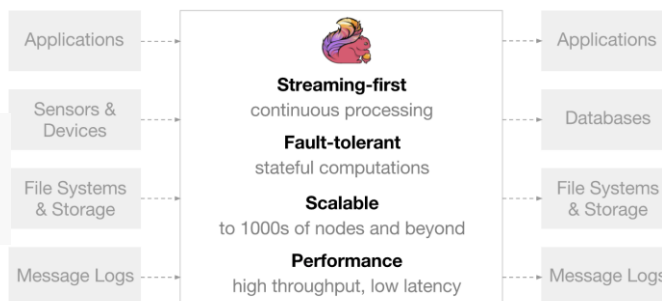 Applications
Sensors &
Devices
File Systems
& Storage
Message Logs
Streaming-first
continuous processing
Fault-tolerant
stateful computations
Scalable
to 1000s of nodes and beyond
Performance
high throughput, low latency
Applications
Databases
File Systems
& Storage
Message Logs